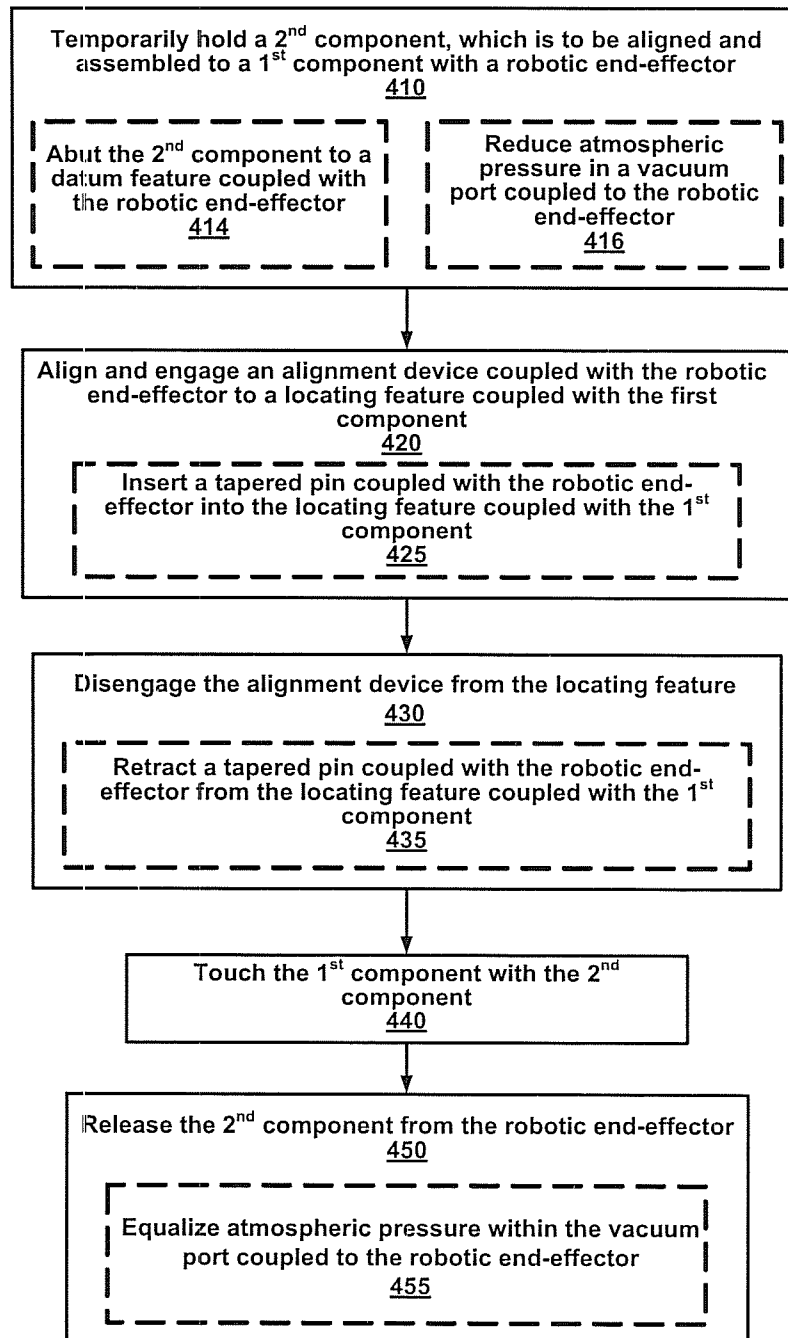 Temporarily hold a 2nd component, which is to be aligned and
assembled to a 1st component with a robotic end-effector
410
Abut the 2nd component to a
datum feature coupled with
the robotic end-effector
414
Reduce atmospheric
pressure in a vacuum
port coupled to the robotic
end-effector
416
Align and engage an alignment device coupled with the robotic
end-effector to a locating feature coupled with the first
component
420
Insert a tapered pin coupled with the robotic end-
effector into the locating feature coupled with the 1st
component
425
Disengage the alignment device from the locating feature
430
Retract a tapered pin coupled with the robotic end-
effector from the locating feature coupled with the 1st
component
435
Touch the 1st component with the 2nd
component
440
Release the 2nd component from the robotic end-effector
450
Equalize atmospheric pressure within the vacuum
port coupled to the robotic end-effector
455